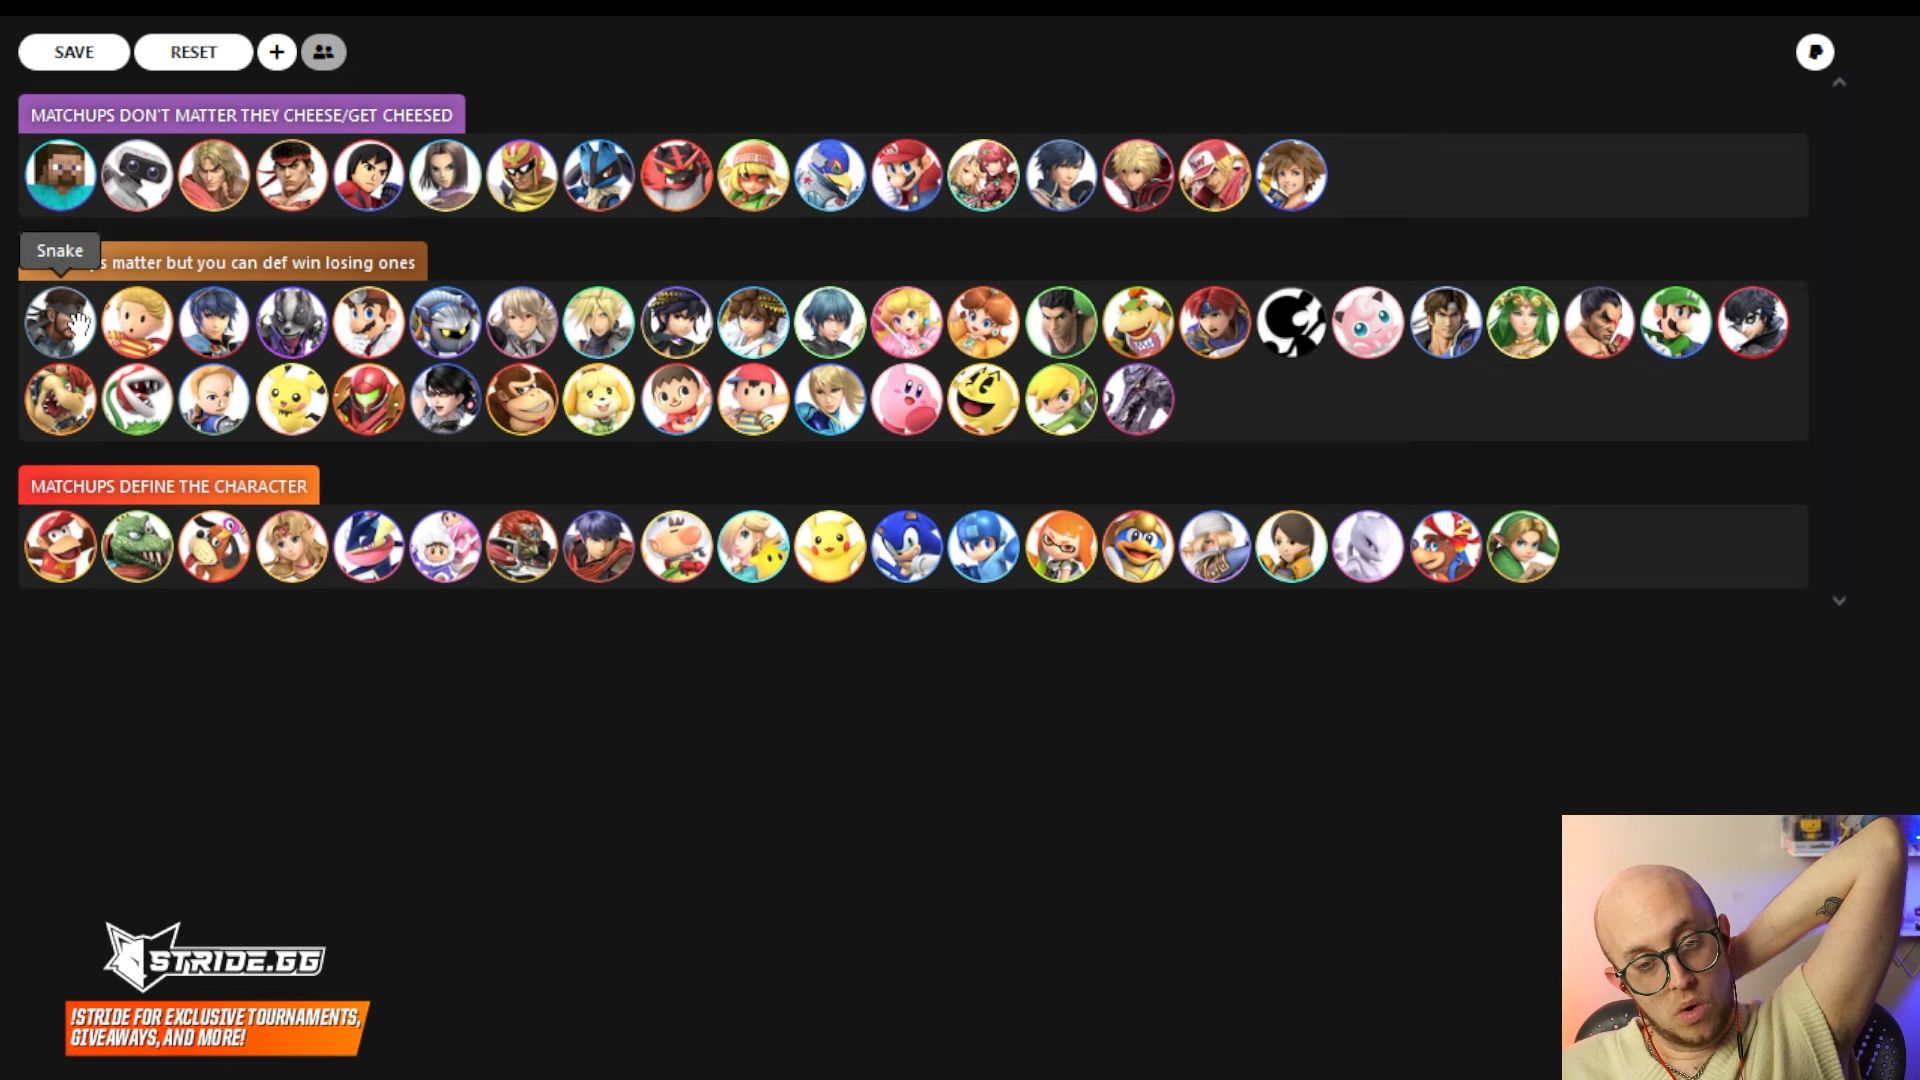 SAVE
RESET
+
MATCHUPS DON'T MATTER THEY CHEESE/GET CHEESED
Snake
s matter but you can def win losing ones
MATCHUPS DEFINE THE CHARACTER
STRIDE.GG
!STRIDE FOR EXCLUSIVE TOURNAMENTS,
GIVEAWAYS, AND MORE!